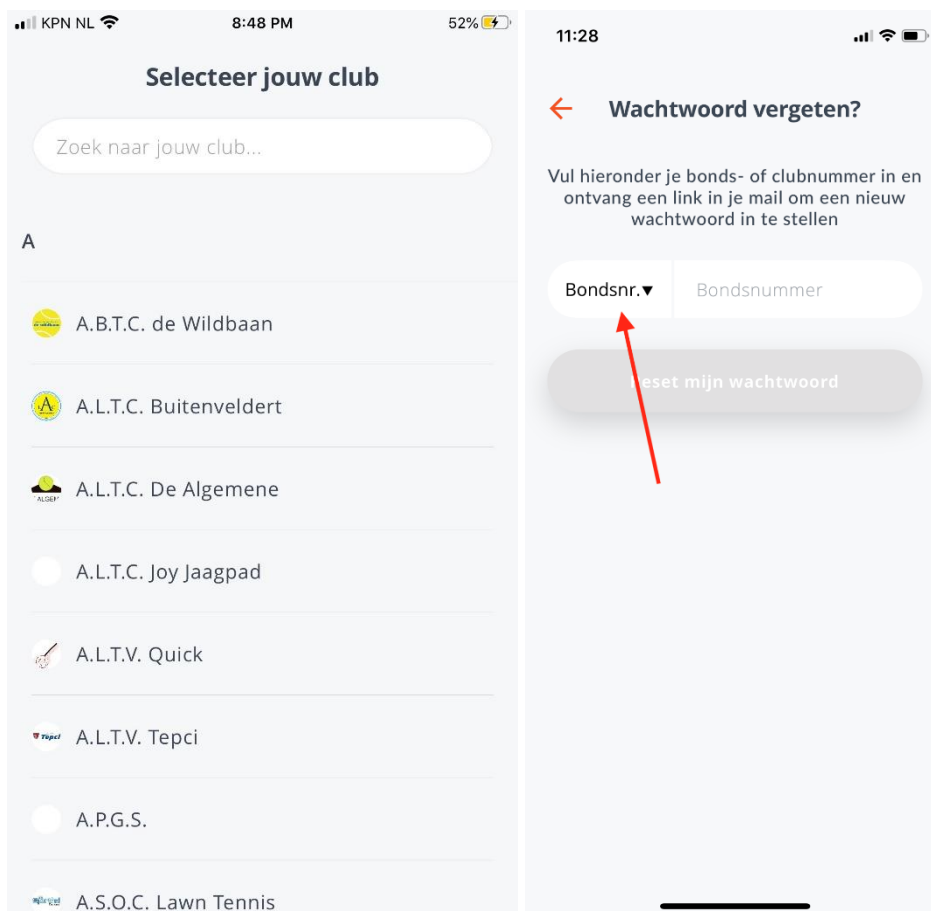 KPN NL 8:48 PM 52%
Selecteer jouw club
Zoek naar jouw club...
A
A.B.T.C. de Wildbaan
A.L.T.C. Buitenveldert
A.L.T.C. De Algemene
A.L.T.C. Joy Jaagpad
A.L.T.V. Quick
Tepci A.L.T.V. Tepci
A.P.G.S.
A.S.O.C. Lawn Tennis
11:28
Wachtwoord vergeten?
Vul hieronder je bonds- of clubnummer in en
ontvang een link in je mail om een nieuw
wachtwoord in te stellen
Bondsnr.▼ Bondsnummer
Reset mijn wachtwoord